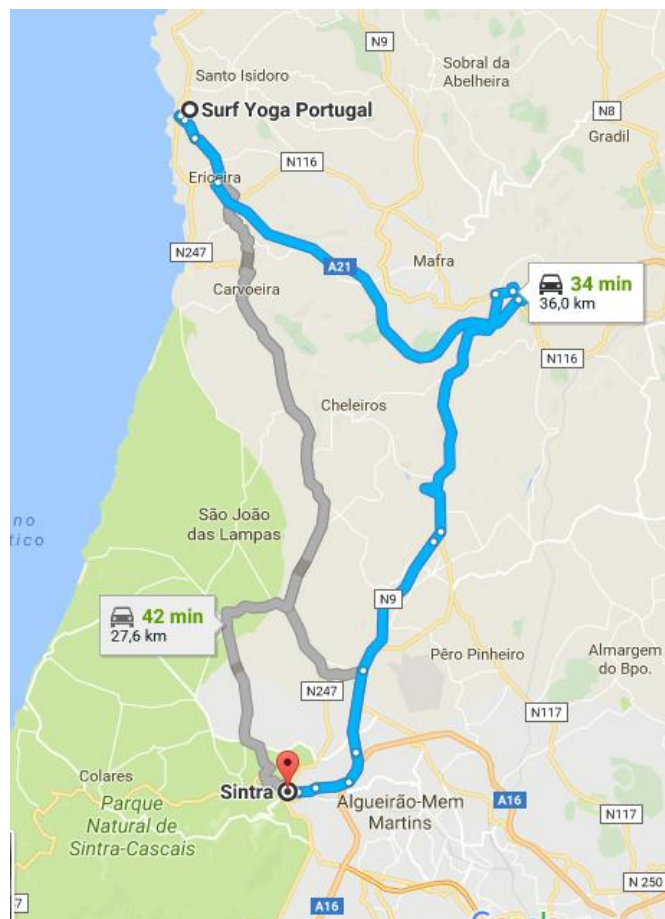 N9
Sobral da
Abelheira
Santo Isidoro
N8
Surf Yoga Portugal
Gradil
N116
Ericeira
N247
Mafra
A21
34 min
36,0 km
Carvoeira
N116
Cheleiros
São João
das Lampas
no
tico
42 min
27,6 km
N9
Pêro Pinheiro
Almargem
do Bpo.
N247
N117
Colares
Sintra
Parque
Natural de
Sintra-Cascais
Algueirão-Mem
Martins
A16
N117
N 250
7
A16